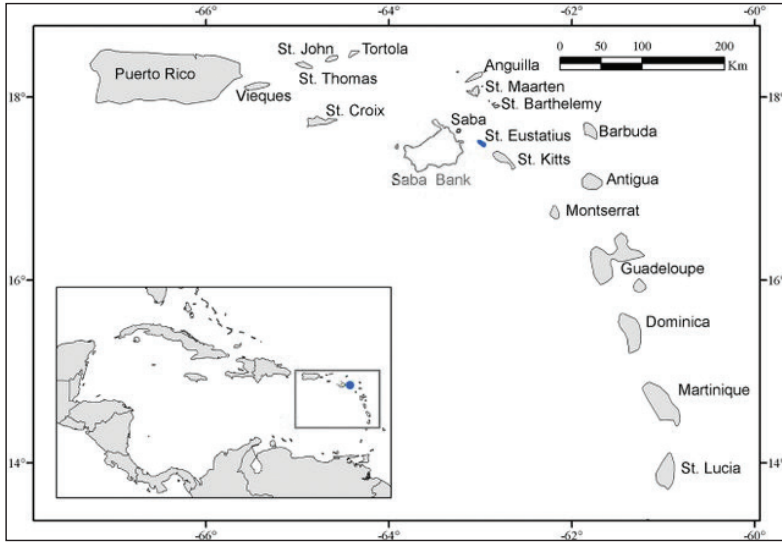 -66°
-64°
-62°
-60°
St. John
Tortola
Puerto Rico
St. Thomas
Vieques
St. Croix
Anguilla
St. Maarten
St. Barthelemy
Saba
St. Eustatius
St. Kitts
Saba Bank
Barbuda
Antigua
Montserrat
Guadeloupe
Dominica
Martinique
St. Lucia
0 50 100 200
Km
18°
18°
16°
16°
14°
14°
-66°
-64°
-62°
-60°